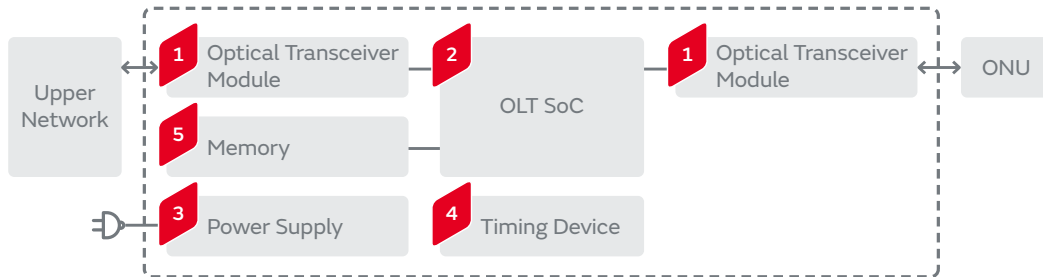 Upper
Network
1
Optical Transceiver
Module
2
OLT SoC
1
Optical Transceiver
Module
ONU
5
Memory
3
Power Supply
4
Timing Device